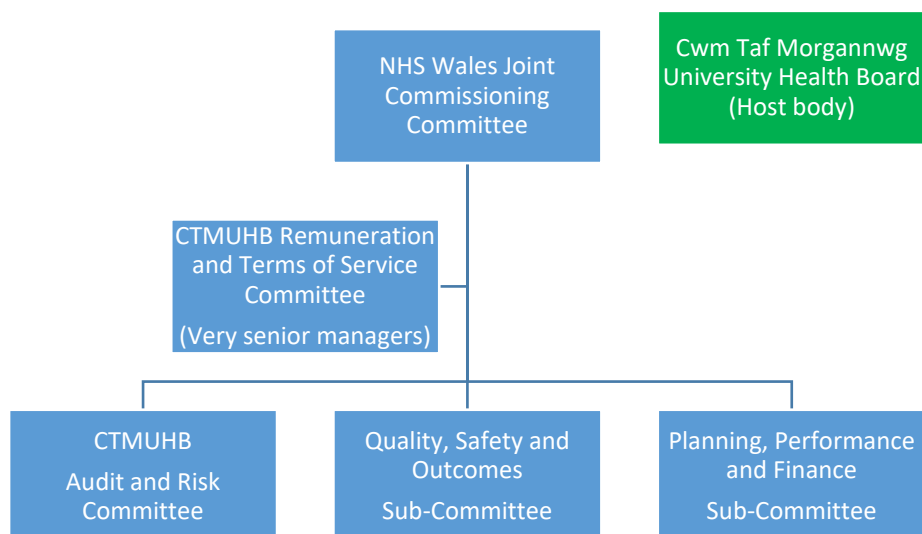 NHS Wales Joint
Commissioning
Committee
Cwm Taf Morgannwg
University Health Board
(Host body)
CTMUHB Remuneration
and Terms of Service
Committee
(Very senior managers)
CTMUHB
Audit and Risk
Committee
Quality, Safety and
Outcomes
Sub-Committee
Planning, Performance
and Finance
Sub-Committee